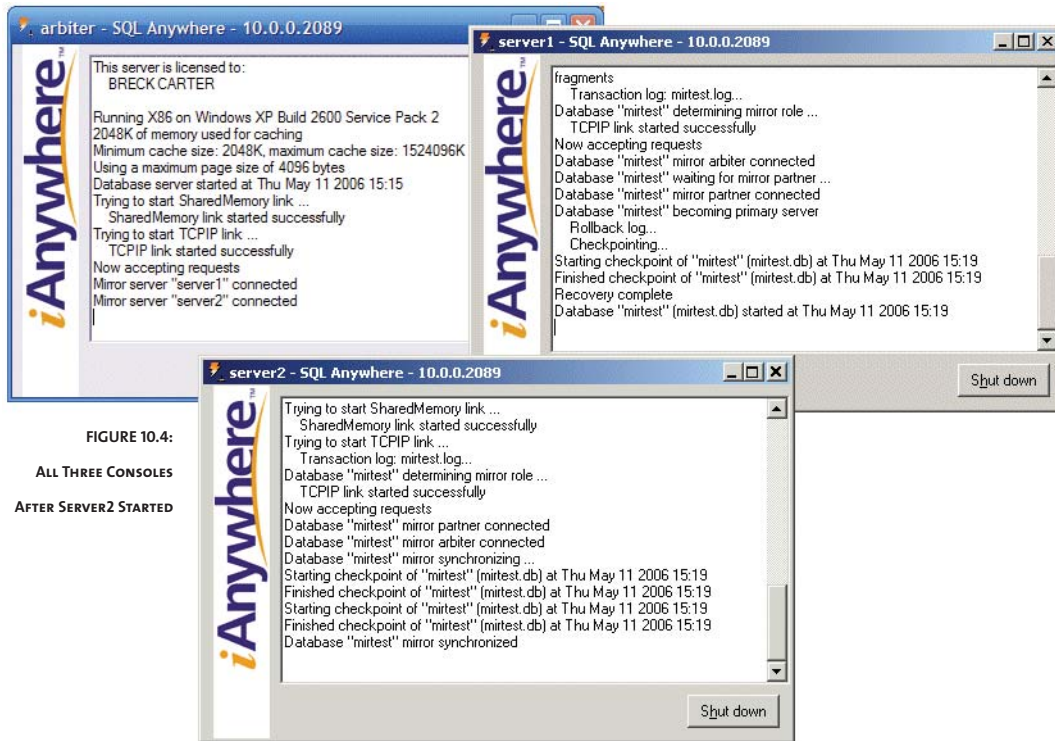 arbiter - SQL Anywhere - 10.0.0.2089
iAnywhere™
This server is licensed to:
BRECK CARTER
Running X86 on Windows XP Build 2600 Service Pack 2
2048K of memory used for caching
Minimum cache size: 2048K, maximum cache size: 1524096K
Using a maximum page size of 4096 bytes
Database server started at Thu May 11 2006 15:15
Trying to start SharedMemory link ...
SharedMemory link started successfully
Trying to start TCPIP link ...
TCPIP link started successfully
Now accepting requests
Mirror server "server1" connected
Mirror server "server2" connected
server1 - SQL Anywhere - 10.0.0.2089
iAnywhere™
fragments
Transaction log: mirtest.log...
Database "mirtest" determining mirror role ...
TCPIP link started successfully
Now accepting requests
Database "mirtest" mirror arbiter connected
Database "mirtest" waiting for mirror partner ...
Database "mirtest" mirror partner connected
Database "mirtest" becoming primary server
Rollback log...
Checkpointing...
Starting checkpoint of "mirtest" (mirtest.db) at Thu May 11 2006 15:19
Finished checkpoint of "mirtest" (mirtest.db) at Thu May 11 2006 15:19
Recovery complete
Database "mirtest" (mirtest.db) started at Thu May 11 2006 15:19
Shut down
server2 - SQL Anywhere - 10.0.0.2089
iAnywhere™
Trying to start SharedMemory link ...
SharedMemory link started successfully
Trying to start TCPIP link ...
Transaction log: mirtest.log...
Database "mirtest" determining mirror role ...
TCPIP link started successfully
Now accepting requests
Database "mirtest" mirror partner connected
Database "mirtest" mirror arbiter connected
Database "mirtest" mirror synchronizing ...
Starting checkpoint of "mirtest" (mirtest.db) at Thu May 11 2006 15:19
Finished checkpoint of "mirtest" (mirtest.db) at Thu May 11 2006 15:19
Starting checkpoint of "mirtest" (mirtest.db) at Thu May 11 2006 15:19
Finished checkpoint of "mirtest" (mirtest.db) at Thu May 11 2006 15:19
Database "mirtest" mirror synchronized
Shut down
FIGURE 10.4:
ALL THREE CONSOLES
AFTER SERVER2 STARTED